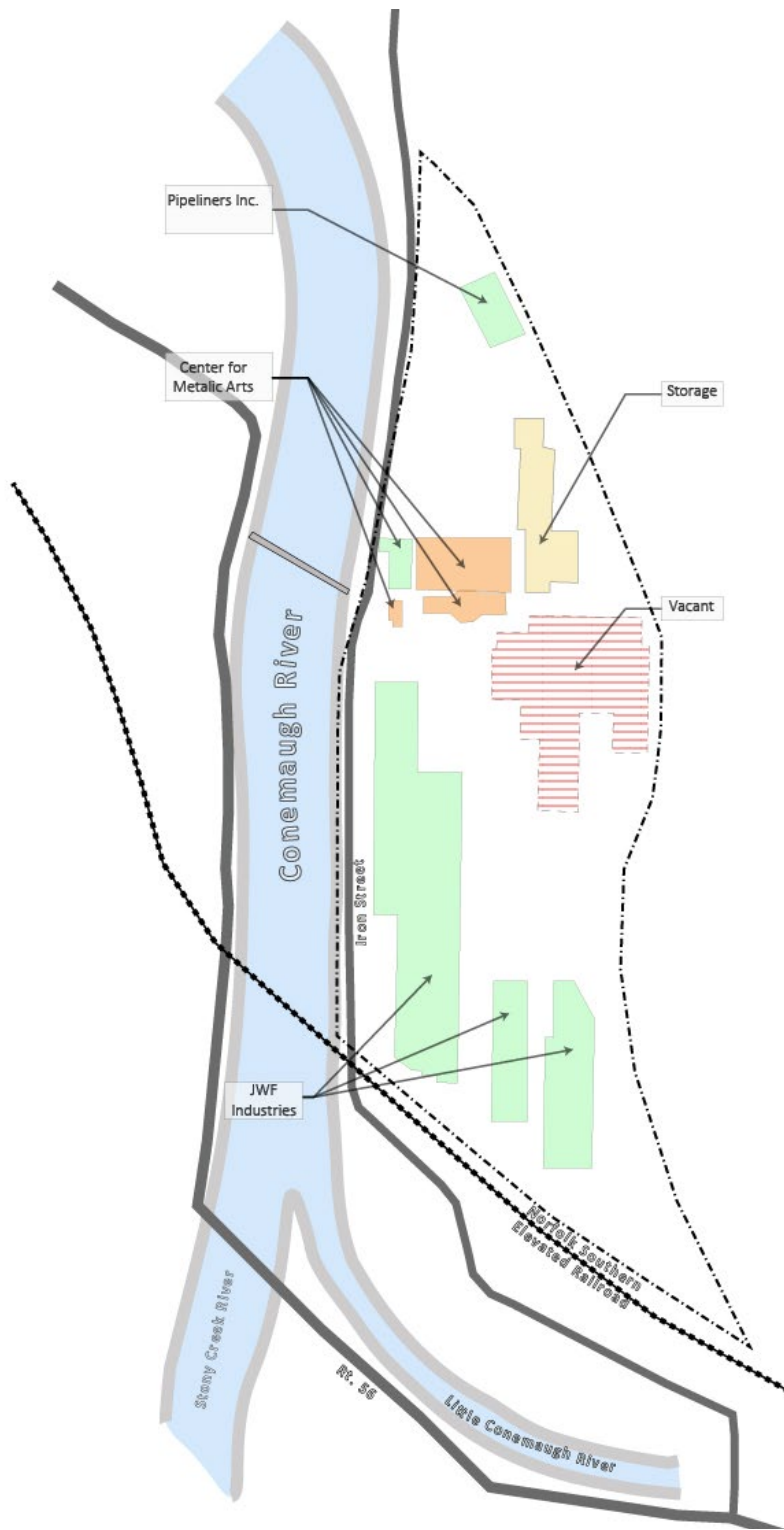 Pipeliners Inc.
Center for
Metalic Arts
Storage
Vacant
Conemaugh River
Iron Street
JWF
Industries
Norfolk Southern
Elevated Railroad
Stony Creek River
Rt. 56
Little Conemaugh River